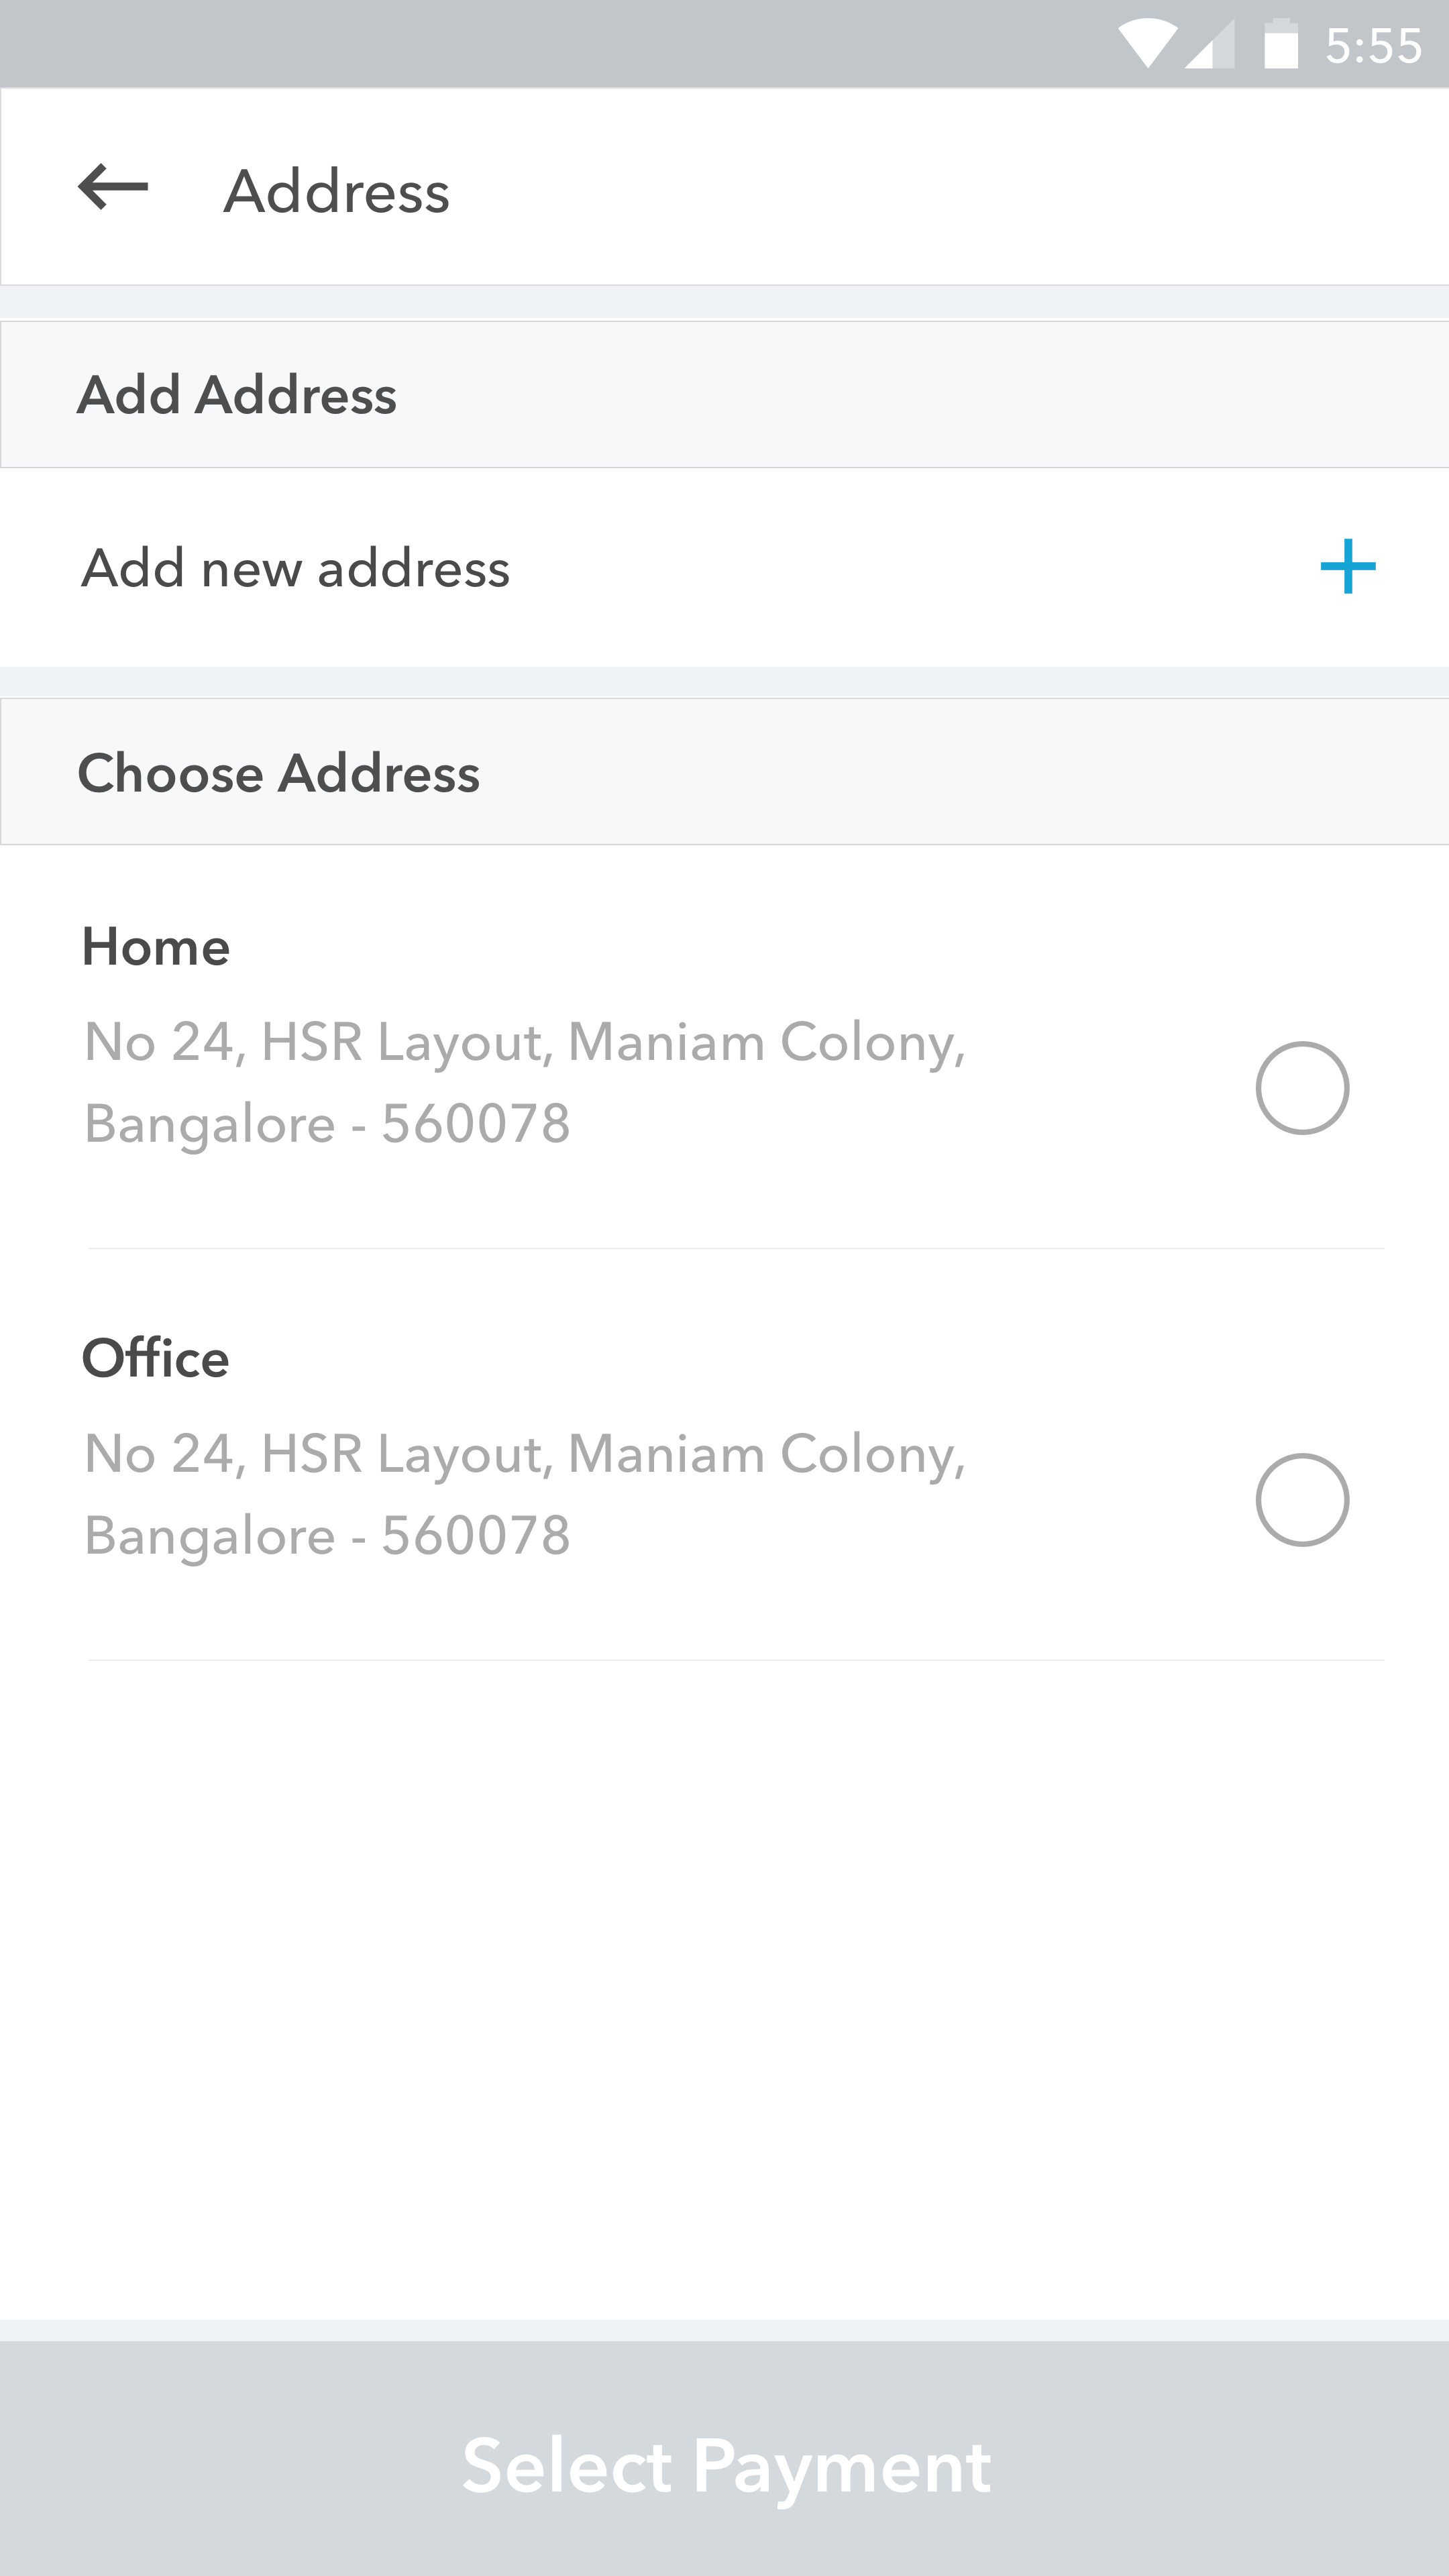 5:55
Address
Add Address
Add new address
Choose Address
Home
No 24, HSR Layout, Maniam Colony,
Bangalore - 560078
Office
No 24, HSR Layout, Maniam Colony,
Bangalore - 560078
Select Payment